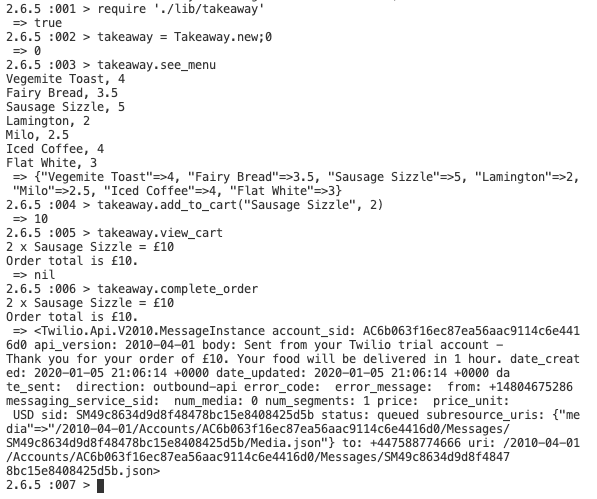 2.6.5 :001 > require './lib/takeaway'
 => true
2.6.5 :002 > takeaway = Takeaway.new;0
 => 0
2.6.5 :003 > takeaway.see_menu
Vegemite Toast, 4
Fairy Bread, 3.5
Sausage Sizzle, 5
Lamington, 2
Milo, 2.5
Iced Coffee, 4
Flat White, 3
 => {"Vegemite Toast"=>4, "Fairy Bread"=>3.5, "Sausage Sizzle"=>5, "Lamington"=>2,
 "Milo"=>2.5, "Iced Coffee"=>4, "Flat White"=>3}
2.6.5 :004 > takeaway.add_to_cart("Sausage Sizzle", 2)
 => 10
2.6.5 :005 > takeaway.view_cart
2 x Sausage Sizzle = £10
Order total is £10.
 => nil
2.6.5 :006 > takeaway.complete_order
2 x Sausage Sizzle = £10
Order total is £10.
 => <Twilio.Api.V2010.MessageInstance account_sid: AC6b063f16ec87ea56aac9114c6e441
6d0 api_version: 2010-04-01 body: Sent from your Twilio trial account -
Thank you for your order of £10. Your food will be delivered in 1 hour. date_creat
ed: 2020-01-05 21:06:14 +0000 date_updated: 2020-01-05 21:06:14 +0000 da
te_sent:  direction: outbound-api error_code:  error_message:  from: +14804675286
messaging_service_sid:  num_media: 0 num_segments: 1 price:  price_unit:
 USD sid: SM49c8634d9d8f48478bc15e8408425d5b status: queued subresource_uris: {"me
dia"=>"/2010-04-01/Accounts/AC6b063f16ec87ea56aac9114c6e4416d0/Messages/
SM49c8634d9d8f48478bc15e8408425d5b/Media.json"} to: +447588774666 uri: /2010-04-01
/Accounts/AC6b063f16ec87ea56aac9114c6e4416d0/Messages/SM49c8634d9d8f4847
8bc15e8408425d5b.json>
2.6.5 :007 >